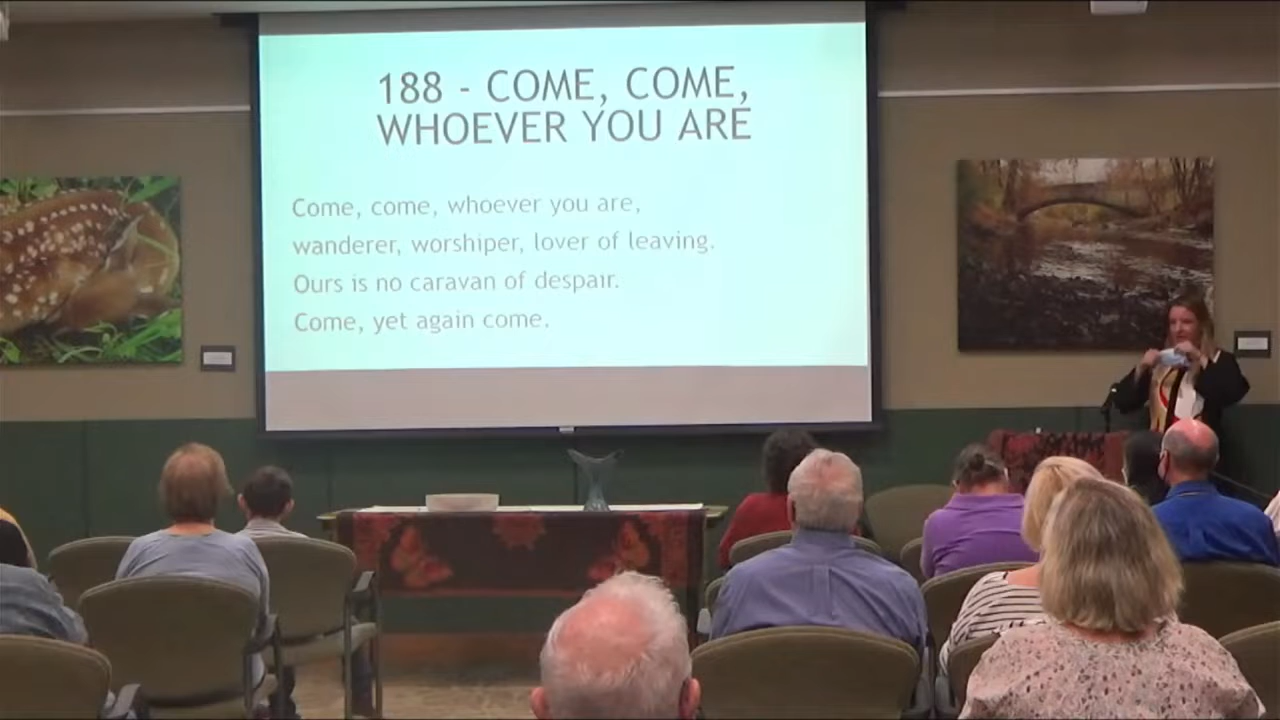 188 - COME, COME,
WHOEVER YOU ARE
Come, come, whoever you are,
wanderer, worshiper, lover of leaving.
Ours is no caravan of despair.
Come, yet again come.